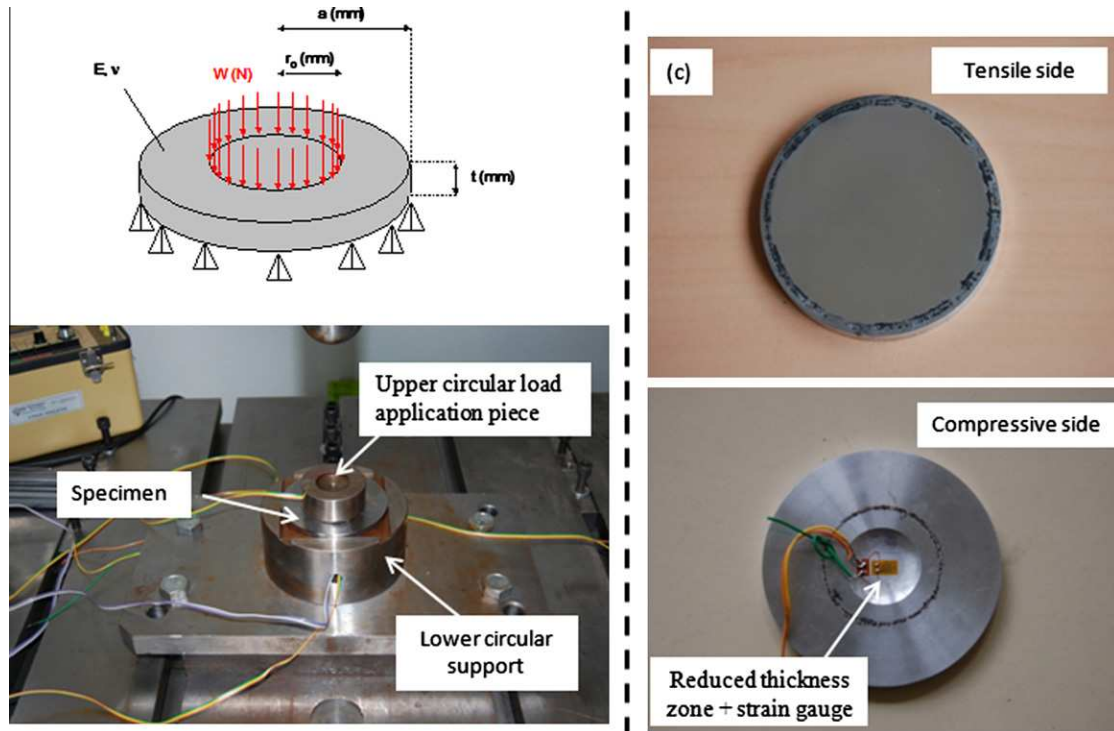 a (mm)
rₒ (mm)
W (N)
E, ν
t (mm)
Upper circular load
application piece
Specimen
Lower circular
support
(c)
Tensile side
Compressive side
Reduced thickness
zone + strain gauge